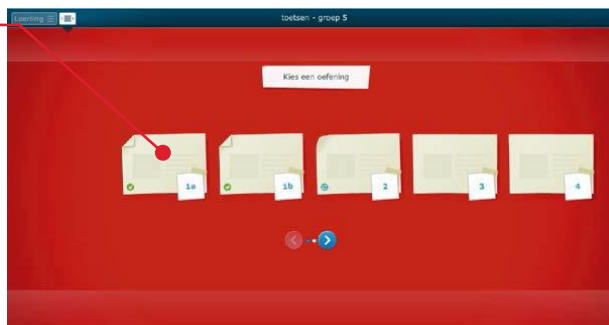 Leerling
toetsen - groep 5
Kies een oefening
1a
1b
2
3
4